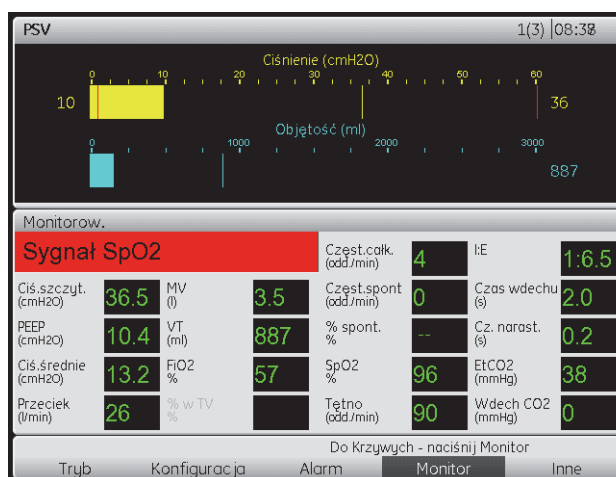 PSV 1(3) 08:38
Ciśnienie (cmH2O)
0 10 20 30 40 50 60
10 36
Objętość (ml)
0 1000 2000 3000
887
Monitorow.
Sygnał SpO2
Częst.całk. (odd./min) 4 I:E 1:6.5
Ciś.szczyt. (cmH2O) 36.5 MV (l) 3.5 Częst.spont (odd./min) 0 Czas wdechu (s) 2.0
PEEP (cmH2O) 10.4 VT (ml) 887 % spont. % -- Cz. narast. (s) 0.2
Ciś.średnie (cmH2O) 13.2 FiO2 % 57 SpO2 % 96 EtCO2 (mmHg) 38
Przeciek (l/min) 26 % w TV % Tętno (odd./min) 90 Wdech CO2 (mmHg) 0
Do Krzywych - naciśnij Monitor
Tryb Konfiguracja Alarm Monitor Inne